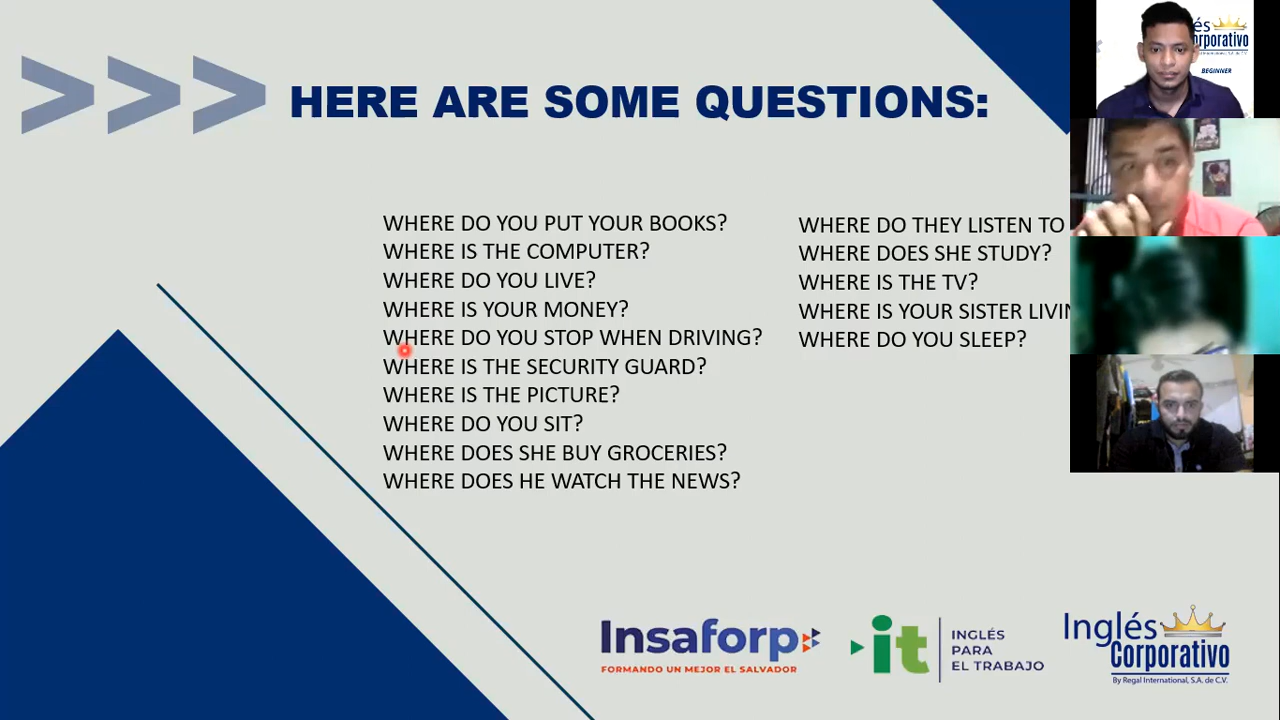 >>> HERE ARE SOME QUESTIONS:
WHERE DO YOU PUT YOUR BOOKS?
WHERE IS THE COMPUTER?
WHERE DO YOU LIVE?
WHERE IS YOUR MONEY?
WHERE DO YOU STOP WHEN DRIVING?
WHERE IS THE SECURITY GUARD?
WHERE IS THE PICTURE?
WHERE DO YOU SIT?
WHERE DOES SHE BUY GROCERIES?
WHERE DOES HE WATCH THE NEWS?
WHERE DO THEY LISTEN TO
WHERE DOES SHE STUDY?
WHERE IS THE TV?
WHERE IS YOUR SISTER
WHERE DO YOU SLEEP?
BEGINNER
Insaforp
FORMANDO UN MEJOR EL SALVADOR
it
INGLÉS
PARA
EL TRABAJO
Inglés
Corporativo
By Regal International, S.A. de C.V.